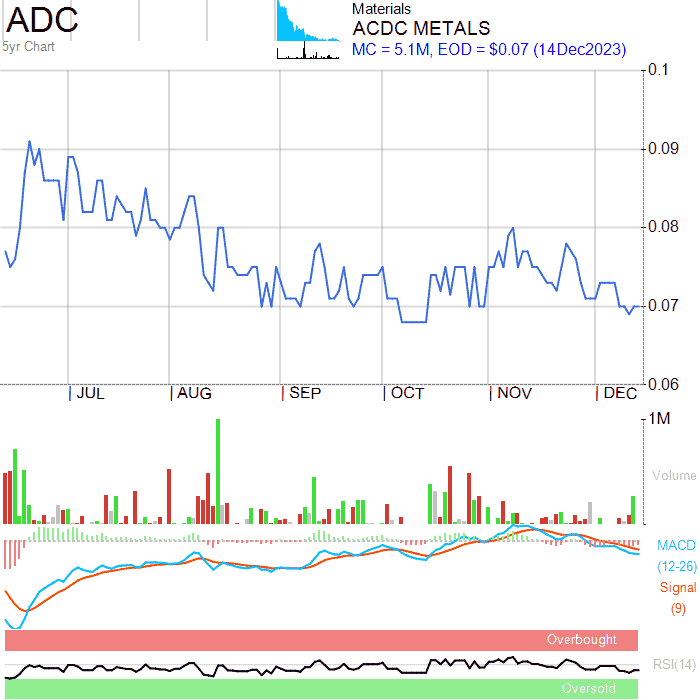 ADC
5yr Chart
Materials
ACDC METALS
MC = 5.1M, EOD = $0.07 (14Dec2023)
0.1
0.09
0.08
0.07
0.06
JUL AUG SEP OCT NOV DEC
1M
Volume
MACD
(12-26)
Signal
(9)
Overbought
RSI(14)
Oversold